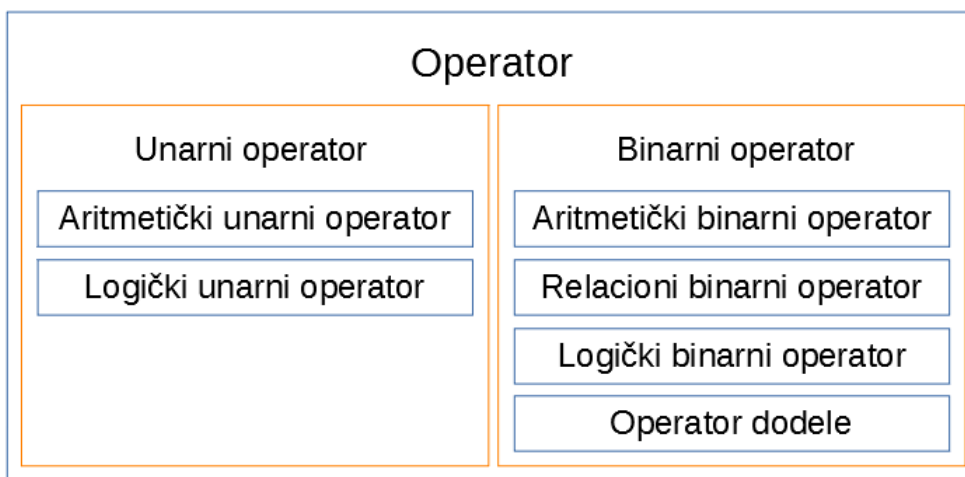 Operator
Unarni operator
Aritmetički unarni operator
Logički unarni operator
Binarni operator
Aritmetički binarni operator
Relacioni binarni operator
Logički binarni operator
Operator dodele